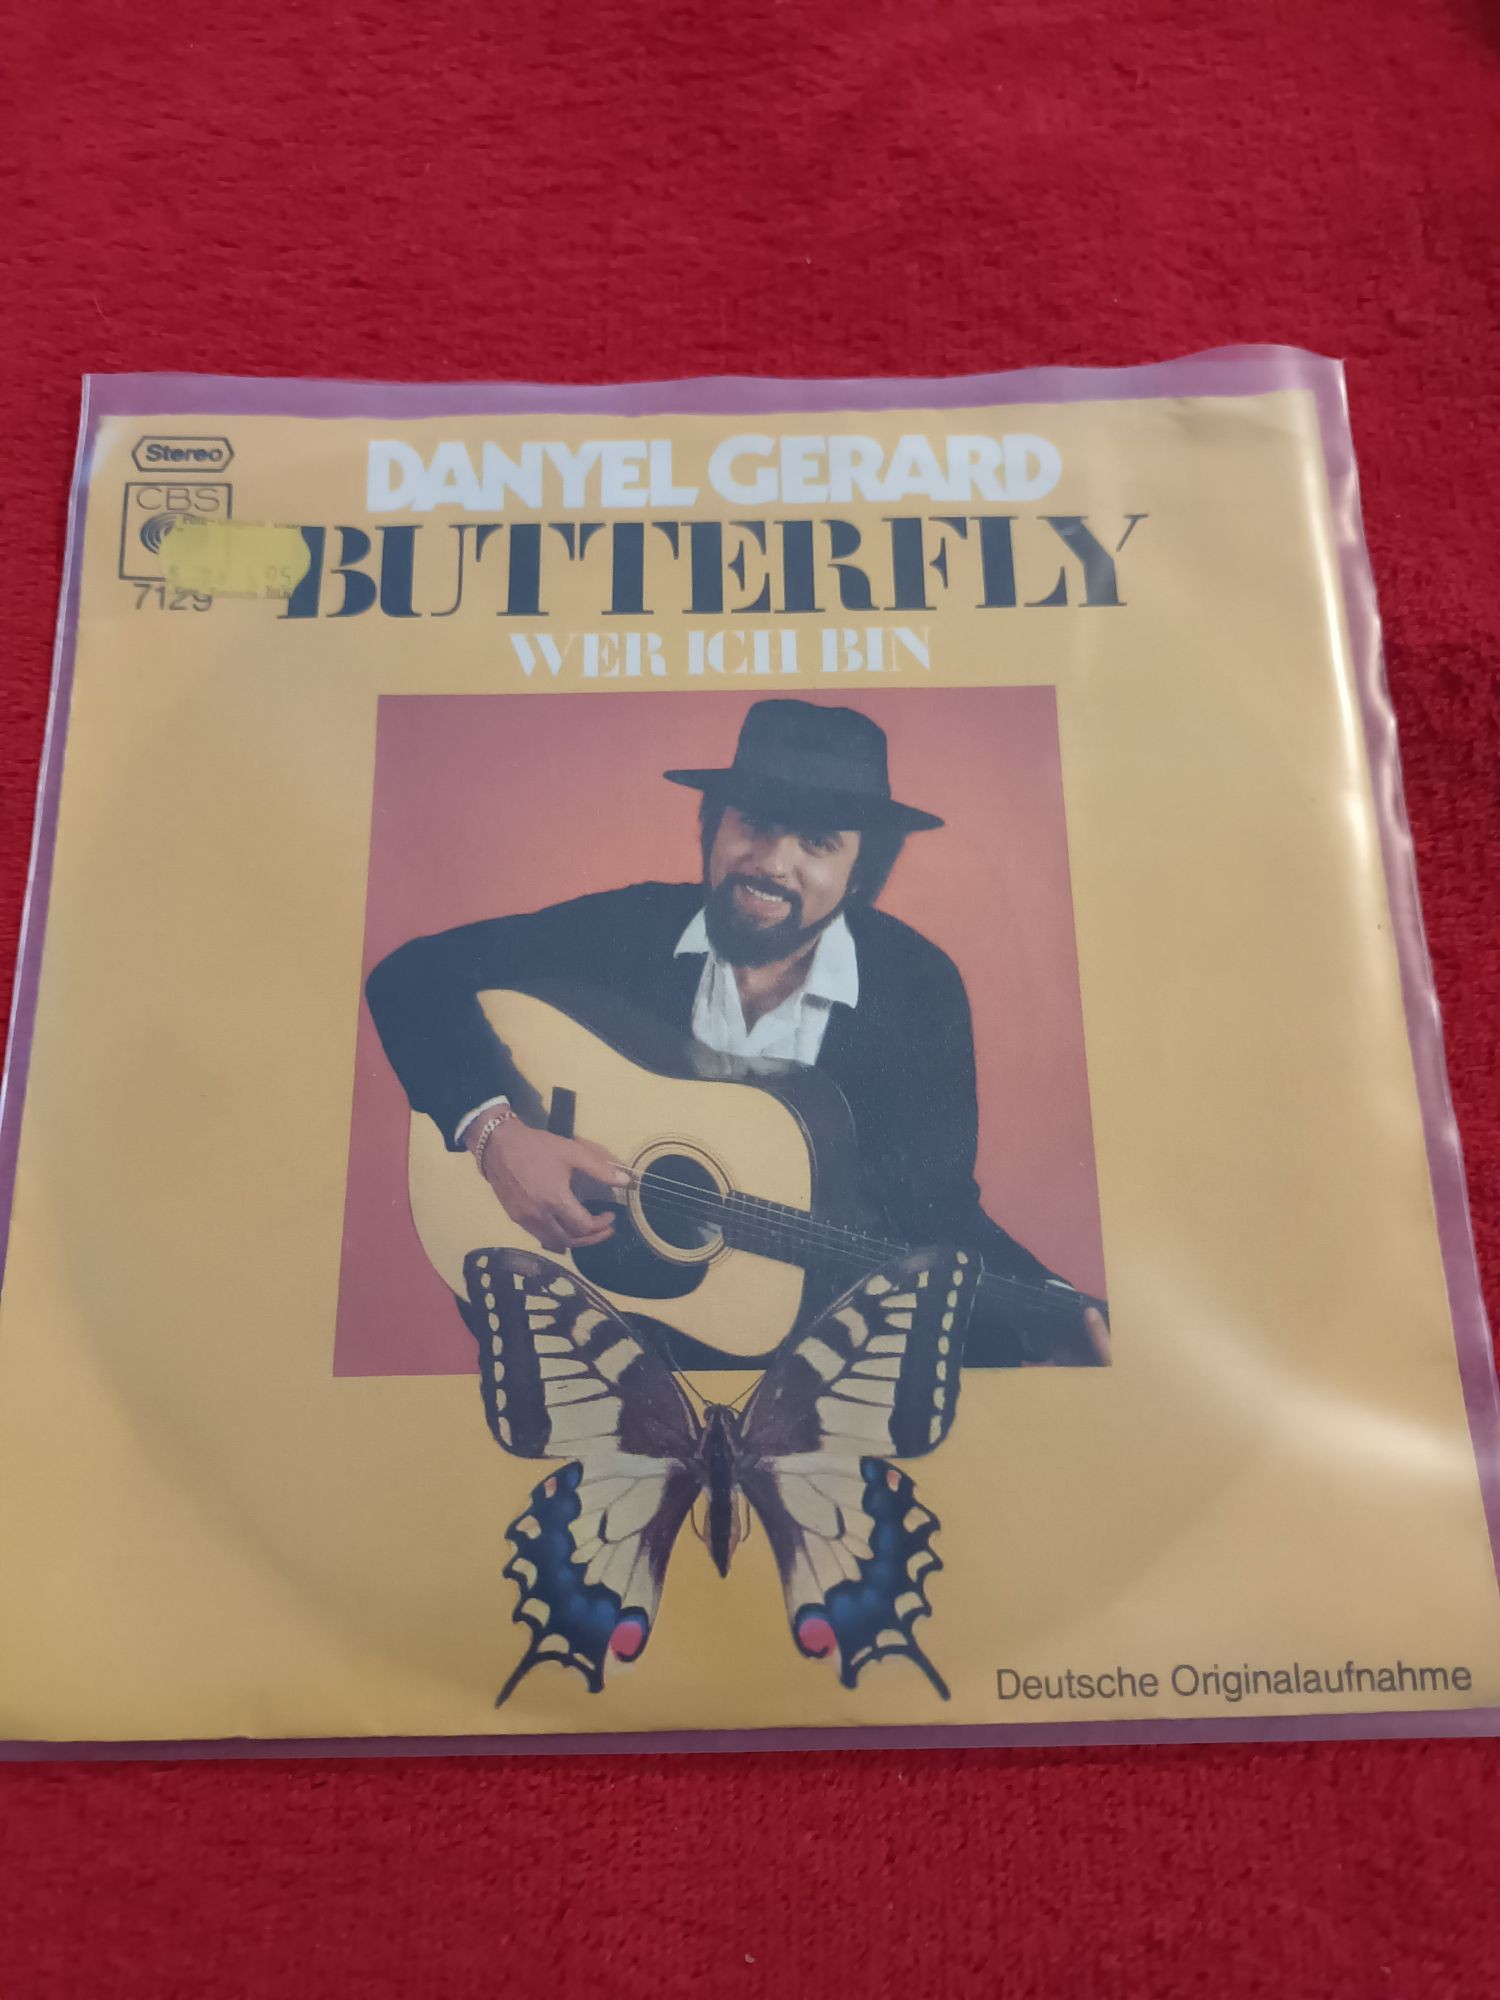 Stereo
DANYEL GERARD
CBS
BUTTERFLY
7129
WER ICH BIN
Deutsche Originalaufnahme